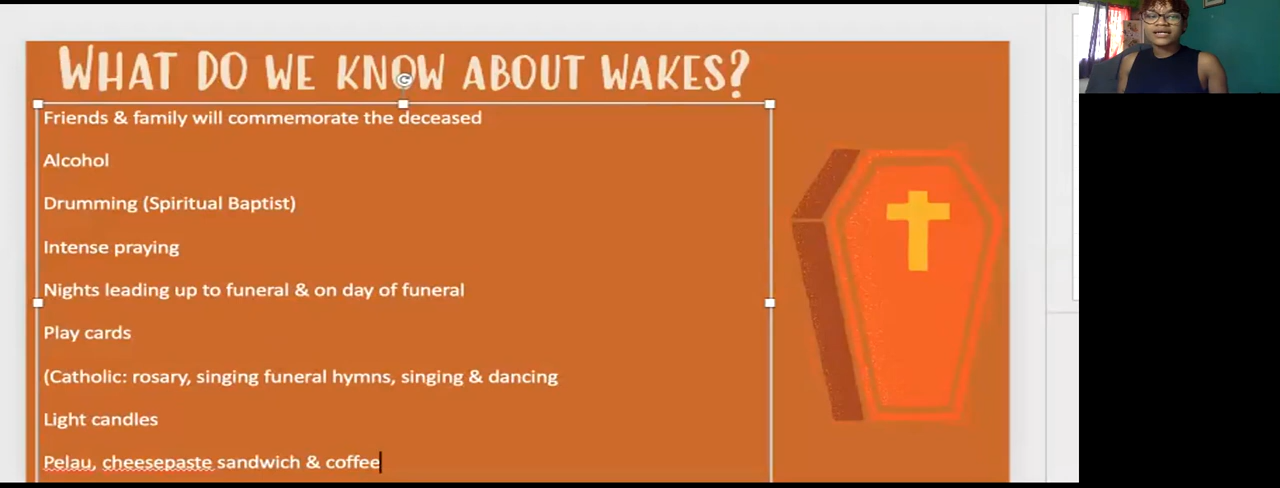 WHAT DO WE KNOW ABOUT WAKES?
Friends & family will commemorate the deceased
Alcohol
Drumming (Spiritual Baptist)
Intense praying
Nights leading up to funeral & on day of funeral
Play cards
(Catholic: rosary, singing funeral hymns, singing & dancing
Light candles
Pelau, cheesepaste sandwich & coffee